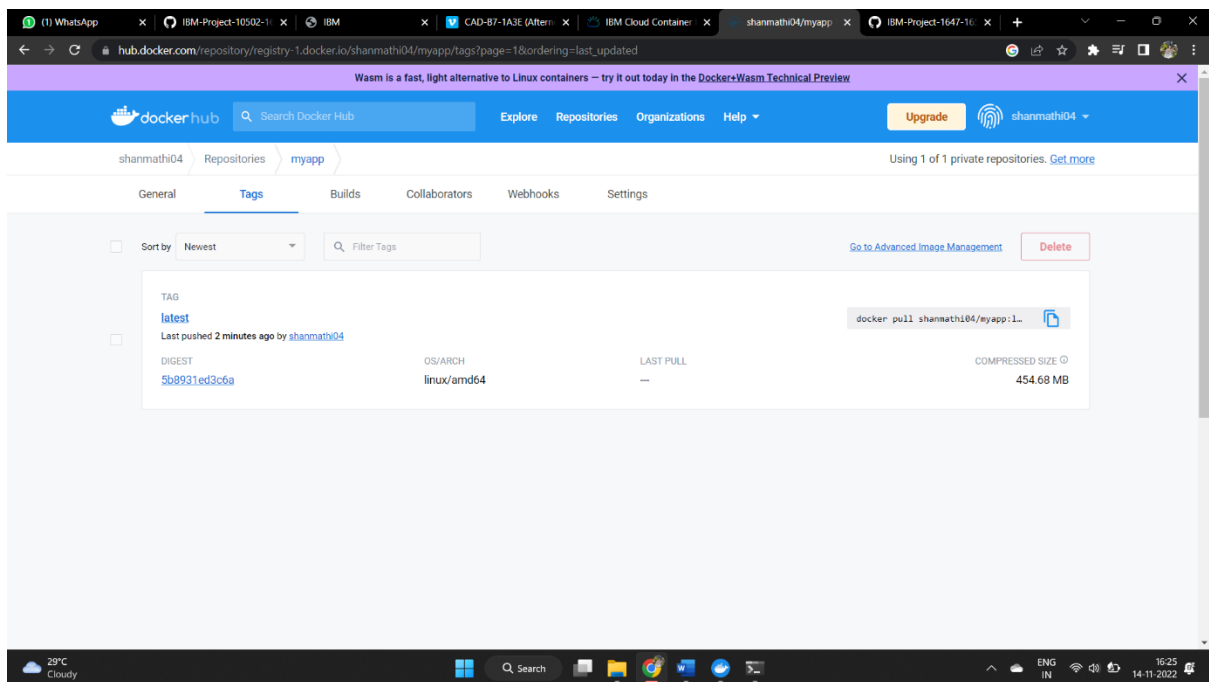 (1) WhatsApp
IBM-Project-10502-16
IBM
CAD-B7-1A3E (Altern
IBM Cloud Container
shanmathi04/myapp
IBM-Project-1647-16
hub.docker.com/repository/registry-1.docker.io/shanmathi04/myapp/tags?page=1&ordering=last_updated
Wasm is a fast, light alternative to Linux containers — try it out today in the Docker+Wasm Technical Preview
dockerhub
Search Docker Hub
Explore
Repositories
Organizations
Help
Upgrade
shanmathi04
shanmathi04
Repositories
myapp
Using 1 of 1 private repositories. Get more
General
Tags
Builds
Collaborators
Webhooks
Settings
Sort by
Newest
Filter Tags
Go to Advanced Image Management
Delete
TAG
latest
Last pushed 2 minutes ago by shanmathi04
docker pull shanmathi04/myapp:l…
DIGEST
OS/ARCH
LAST PULL
COMPRESSED SIZE
5b8931ed3c6a
linux/amd64
---
454.68 MB
29°C
Cloudy
Search
ENG
IN
16:25
14-11-2022